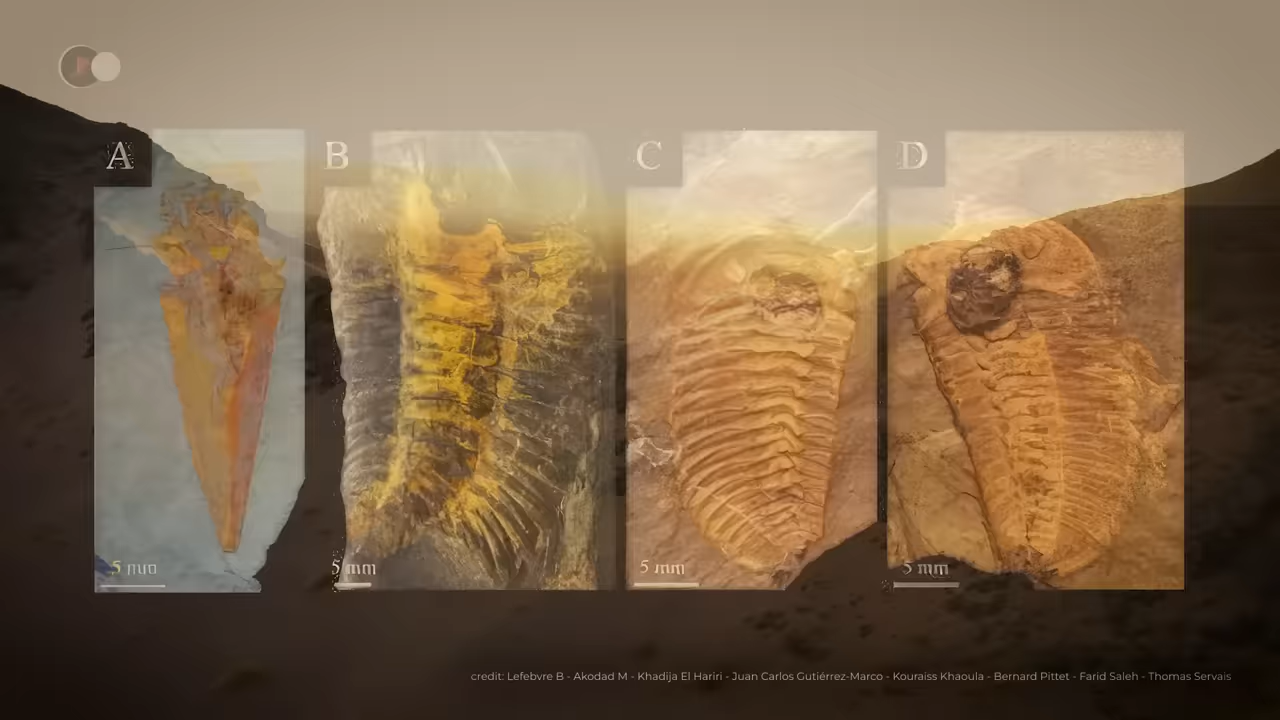 A
B
C
D
5 mm
5 mm
5 mm
5 mm
credit: Lefebvre B - Akodad M - Khadija El Hariri - Juan Carlos Gutiérrez-Marco - Kouraiss Khaoula - Bernard Pittet - Farid Saleh - Thomas Servais